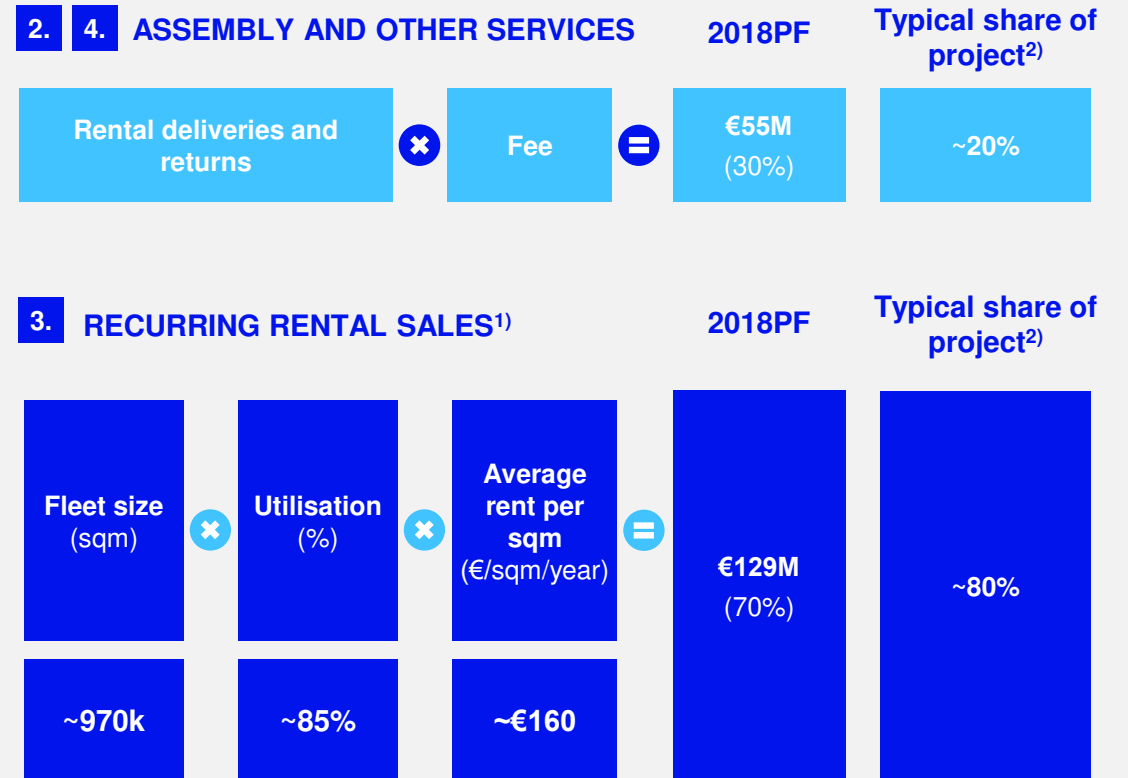 2. 4. ASSEMBLY AND OTHER SERVICES
2018PF
Typical share of
project2)
Rental deliveries and
returns
Fee
€55M
(30%)
~20%
3. RECURRING RENTAL SALES1)
2018PF
Typical share of
project2)
Fleet size
(sqm)
Utilisation
(%)
Average
rent per
sqm
(€/sqm/year)
€129M
(70%)
~80%
~970k
~85%
~€160